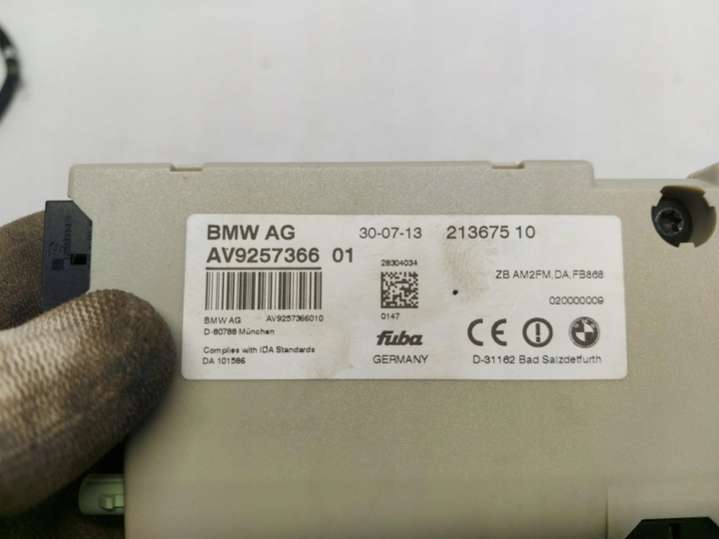 BMW AG 30-07-13 213675 10
AV9257366 01 28304034
ZB AM2FM,DA,FB868
020000009
BMW AG AV9257366010 0147
D-80788 München fuba
Complies with IDA Standards GERMANY D-31162 Bad Salzdetfurth
DA 101586
CE